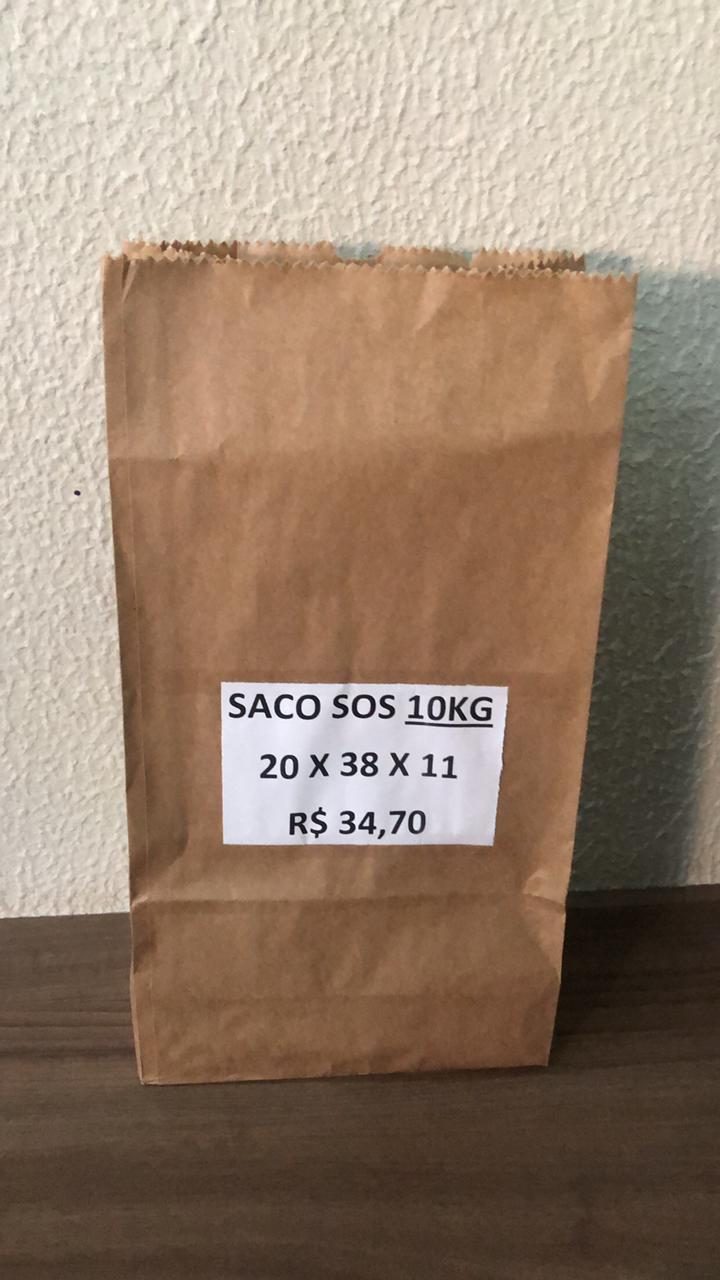 SACO SOS 10KG
20 X 38 X 11
R$ 34,70